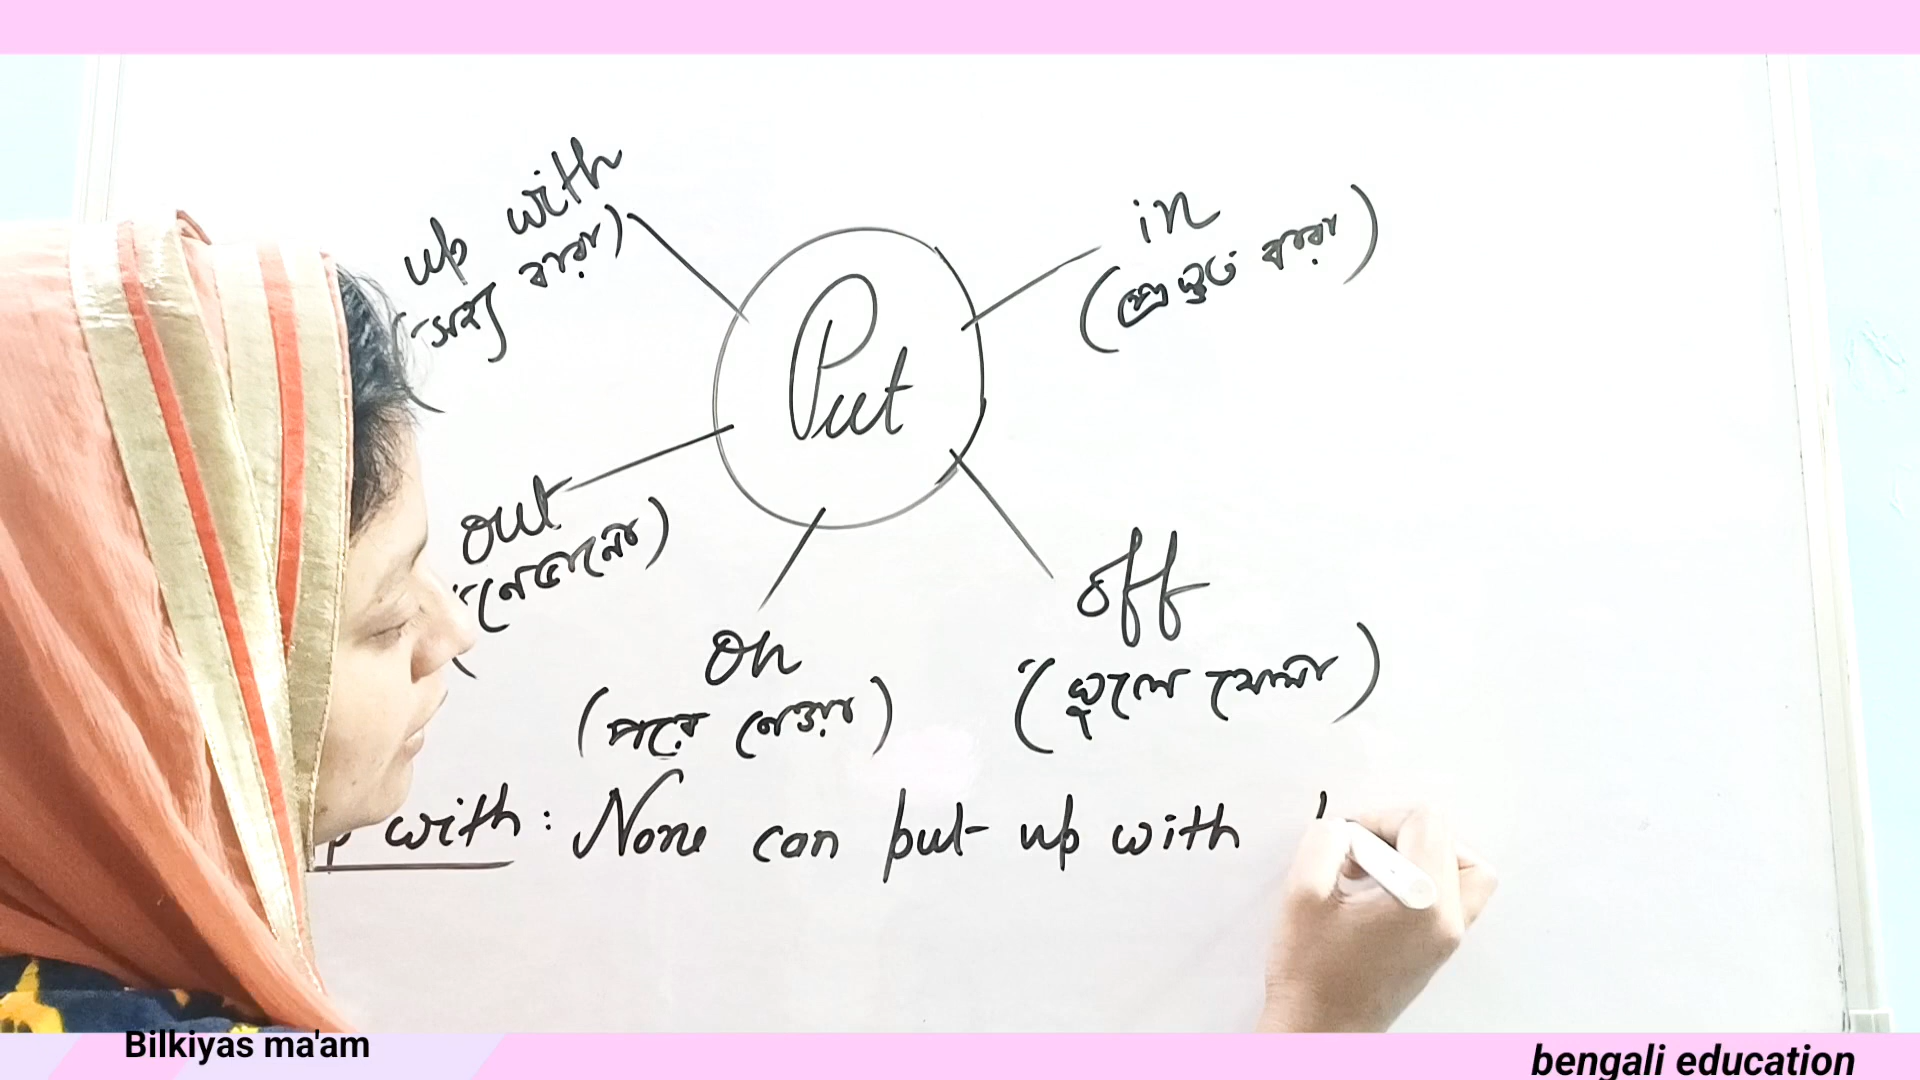 up with
(সহ্য করা)
in
(প্রস্তুত করা)
Put
out
(নেভানো)
on
(পরে নেওয়া)
off
(খুলে ফেলা)
with: None can put up with
Bilkiyas ma'am
bengali education